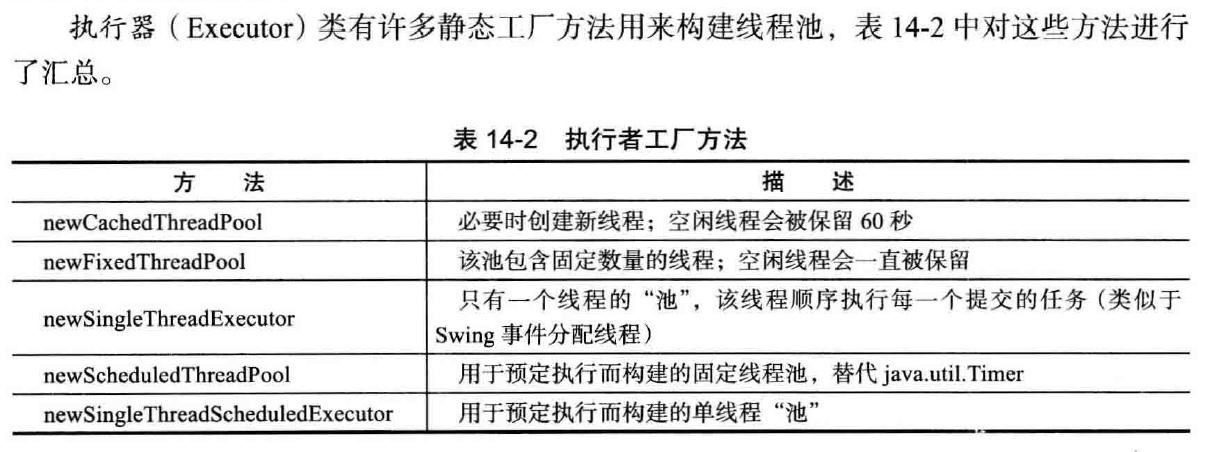 执行器（Executor）类有许多静态工厂方法用来构建线程池，表 14-2 中对这些方法进行
了汇总。
表 14-2 执行者工厂方法
方 法 描 述
newCachedThreadPool 必要时创建新线程；空闲线程会被保留 60 秒
newFixedThreadPool 该池包含固定数量的线程；空闲线程会一直被保留
newSingleThreadExecutor 只有一个线程的“池”，该线程顺序执行每一个提交的任务（类似于
Swing 事件分配线程）
newScheduledThreadPool 用于预定执行而构建的固定线程池，替代 java.util.Timer
newSingleThreadScheduledExecutor 用于预定执行而构建的单线程“池”